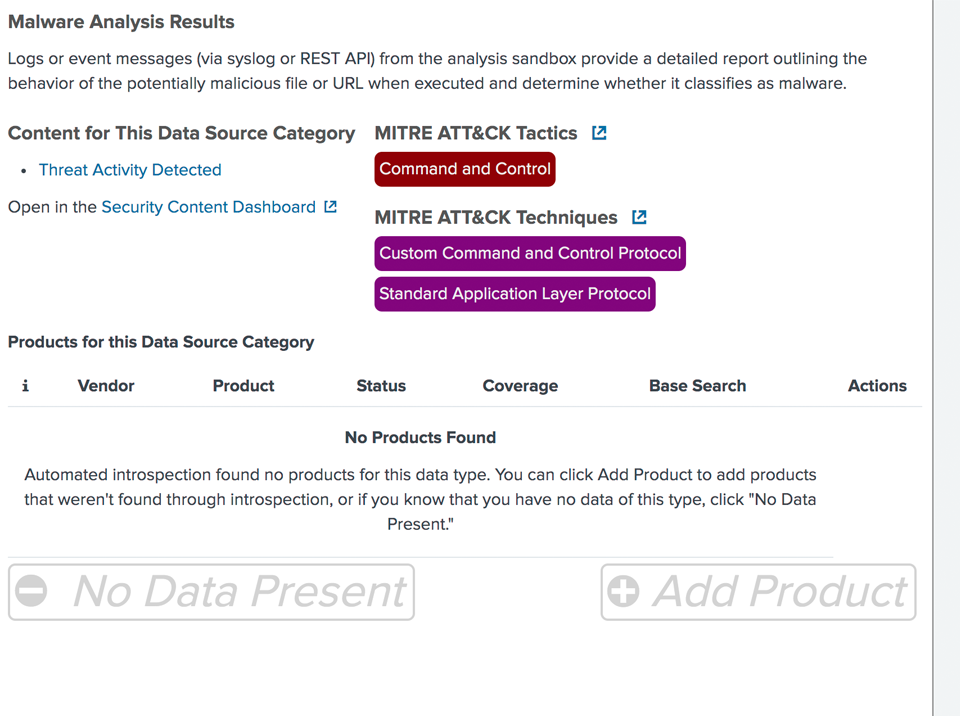 Malware Analysis Results
Logs or event messages (via syslog or REST API) from the analysis sandbox provide a detailed report outlining the
behavior of the potentially malicious file or URL when executed and determine whether it classifies as malware.
Content for This Data Source Category
• Threat Activity Detected
Open in the Security Content Dashboard
MITRE ATT&CK Tactics
Command and Control
MITRE ATT&CK Techniques
Custom Command and Control Protocol
Standard Application Layer Protocol
Products for this Data Source Category
i Vendor Product Status Coverage Base Search Actions
No Products Found
Automated introspection found no products for this data type. You can click Add Product to add products
that weren't found through introspection, or if you know that you have no data of this type, click "No Data
Present."
No Data Present Add Product